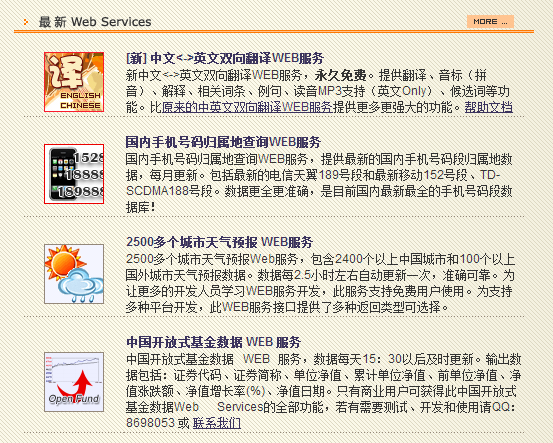 最新 Web Services
MORE ...
译
ENGLISH
CHINESE
[新] 中文<->英文双向翻译WEB服务
新中文<->英文双向翻译WEB服务，永久免费。提供翻译、音标（拼
音）、解释、相关词条、例句、读音MP3支持（英文Only）、候选词等功
能。比原来的中英文双向翻译WEB服务提供更多更强大的功能。帮助文档
1528
18888
189888
国内手机号码归属地查询WEB服务
国内手机号码归属地查询WEB服务，提供最新的国内手机号码段归属地数
据，每月更新。包括最新的电信天翼189号段和最新移动152号段、TD-
SCDMA188号段。数据更全更准确，是目前国内最新最全的手机号码段数
据库！
2500多个城市天气预报 WEB服务
2500多个城市天气预报Web服务，包含2400个以上中国城市和100个以上
国外城市天气预报数据。数据每2.5小时左右自动更新一次，准确可靠。为
让更多的开发人员学习WEB服务开发，此服务支持免费用户使用。为支持
多种平台开发，此WEB服务接口提供了多种返回类型可选择。
Open Fund
中国开放式基金数据 WEB 服务
中国开放式基金数据 WEB 服务，数据每天15：30以后及时更新。输出数
据包括：证券代码、证券简称、单位净值、累计单位净值、前单位净值、净
值涨跌额、净值增长率(%)、净值日期。只有商业用户可获得此中国开放式
基金数据Web Services的全部功能，若有需要测试、开发和使用请QQ：
8698053 或 联系我们